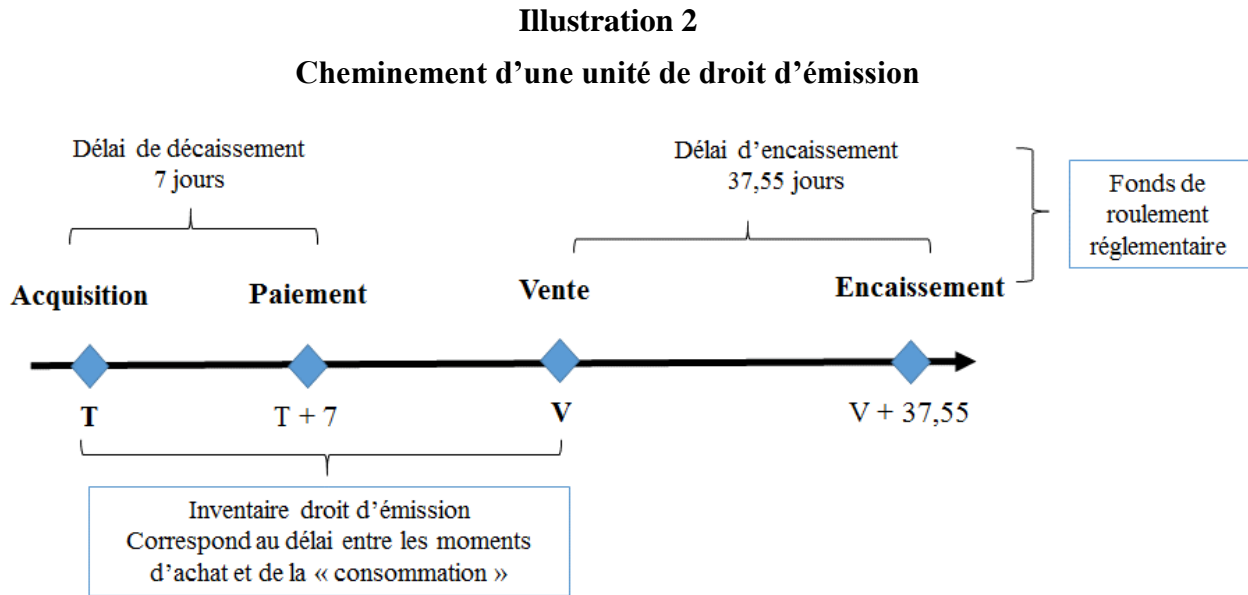 Illustration 2
Cheminement d’une unité de droit d’émission
Délai de décaissement
7 jours
Délai d’encaissement
37,55 jours
Fonds de
roulement
réglementaire
Acquisition
Paiement
Vente
Encaissement
T
T + 7
V
V + 37,55
Inventaire droit d’émission
Correspond au délai entre les moments
d’achat et de la « consommation »